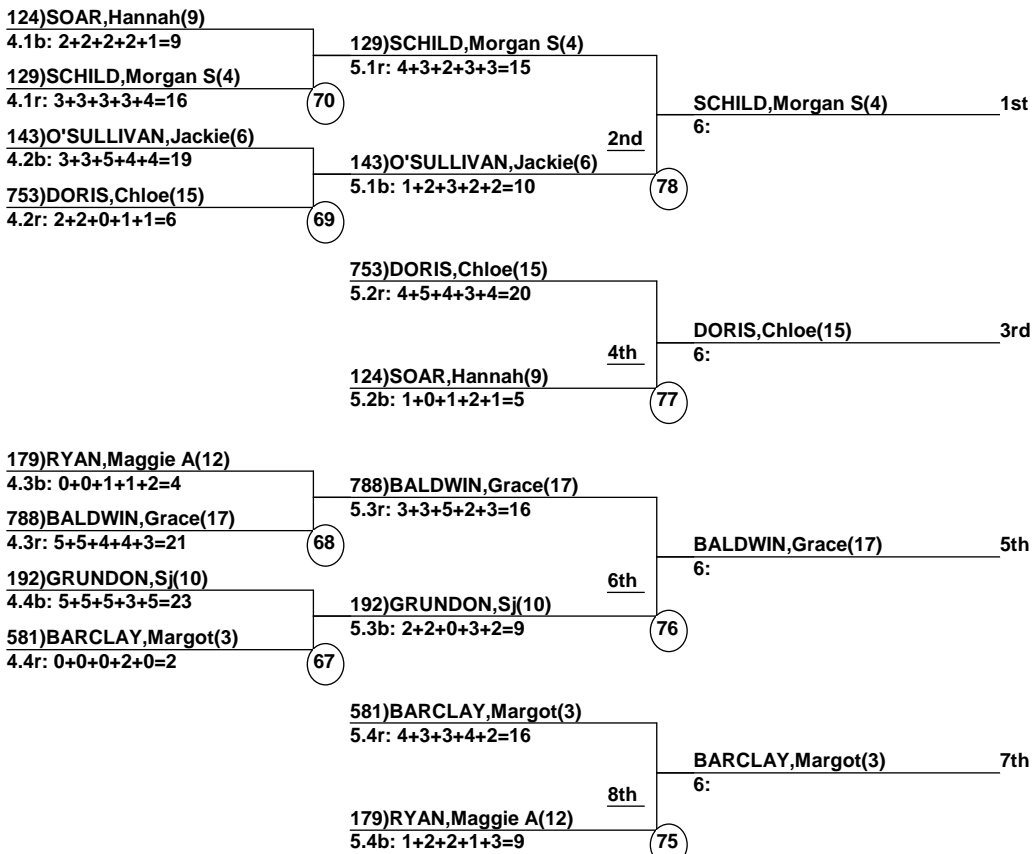 124)SOAR,Hannah(9)
4.1b: 2+2+2+2+1=9
129)SCHILD,Morgan S(4)
4.1r: 3+3+3+3+4=16
70
143)O'SULLIVAN,Jackie(6)
4.2b: 3+3+5+4+4=19
753)DORIS,Chloe(15)
4.2r: 2+2+0+1+1=6
69
129)SCHILD,Morgan S(4)
5.1r: 4+3+2+3+3=15
143)O'SULLIVAN,Jackie(6)
5.1b: 1+2+3+2+2=10
2nd
78
SCHILD,Morgan S(4)
6:
1st
753)DORIS,Chloe(15)
5.2r: 4+5+4+3+4=20
124)SOAR,Hannah(9)
5.2b: 1+0+1+2+1=5
4th
77
DORIS,Chloe(15)
6:
3rd
179)RYAN,Maggie A(12)
4.3b: 0+0+1+1+2=4
788)BALDWIN,Grace(17)
4.3r: 5+5+4+4+3=21
68
192)GRUNDON,Sj(10)
4.4b: 5+5+5+3+5=23
581)BARCLAY,Margot(3)
4.4r: 0+0+0+2+0=2
67
788)BALDWIN,Grace(17)
5.3r: 3+3+5+2+3=16
192)GRUNDON,Sj(10)
5.3b: 2+2+0+3+2=9
6th
76
BALDWIN,Grace(17)
6:
5th
581)BARCLAY,Margot(3)
5.4r: 4+3+3+4+2=16
179)RYAN,Maggie A(12)
5.4b: 1+2+2+1+3=9
8th
75
BARCLAY,Margot(3)
6:
7th